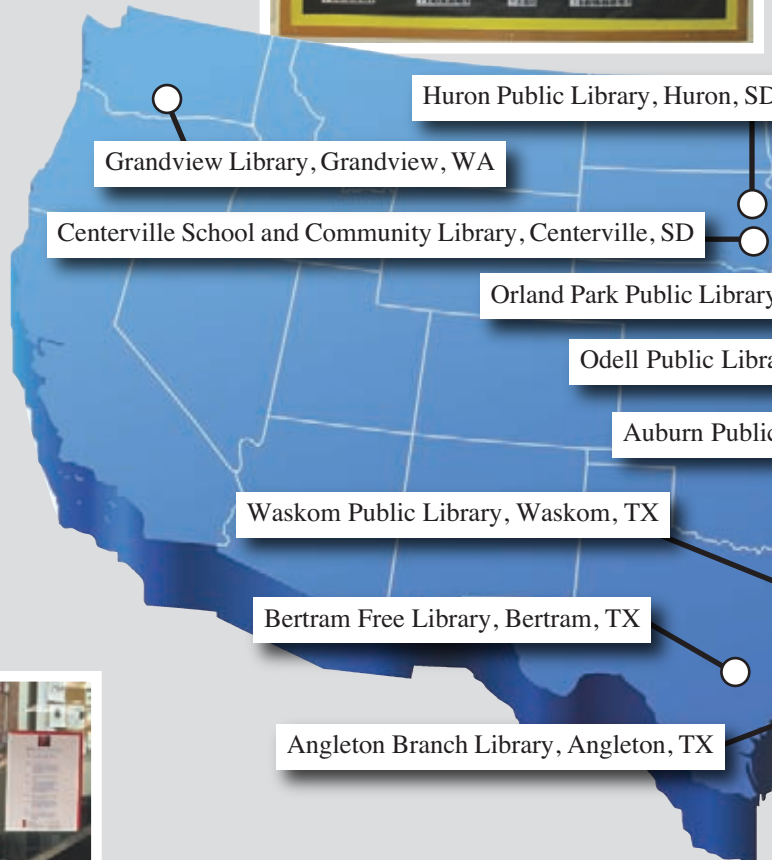 Huron Public Library, Huron, SD
Grandview Library, Grandview, WA
Centerville School and Community Library, Centerville, SD
Orland Park Public Library
Odell Public
Auburn Public
Waskom Public Library, Waskom, TX
Bertram Free Library, Bertram, TX
Angleton Branch Library, Angleton, TX